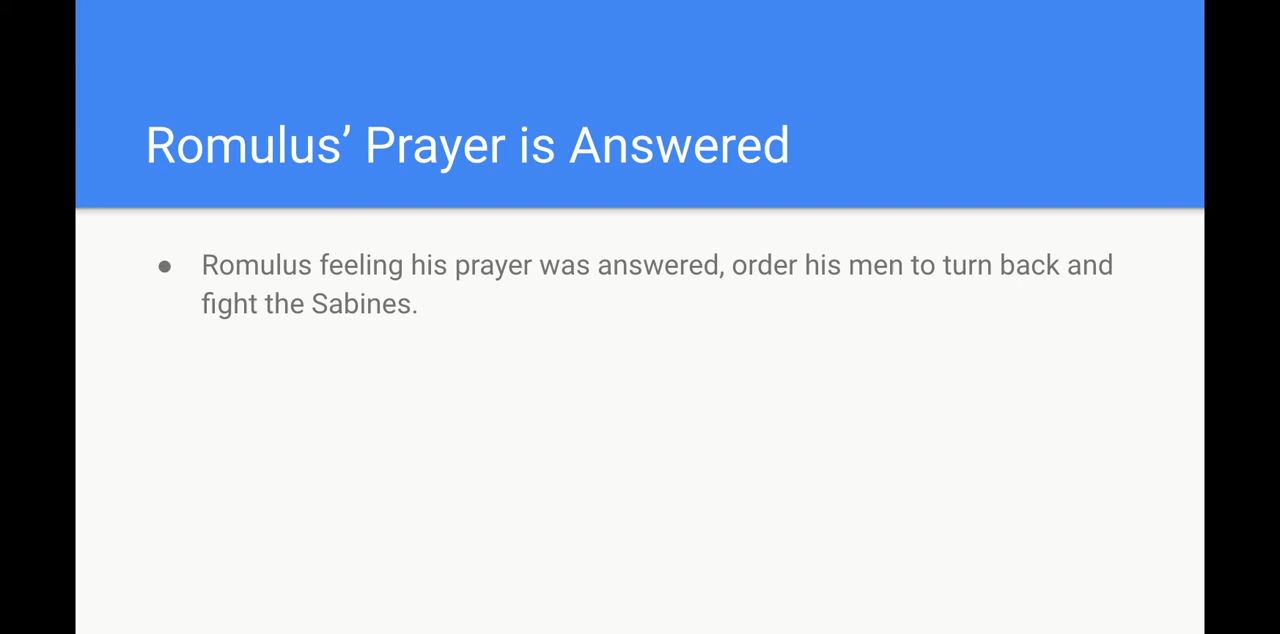 Romulus’ Prayer is Answered
● Romulus feeling his prayer was answered, order his men to turn back and
fight the Sabines.